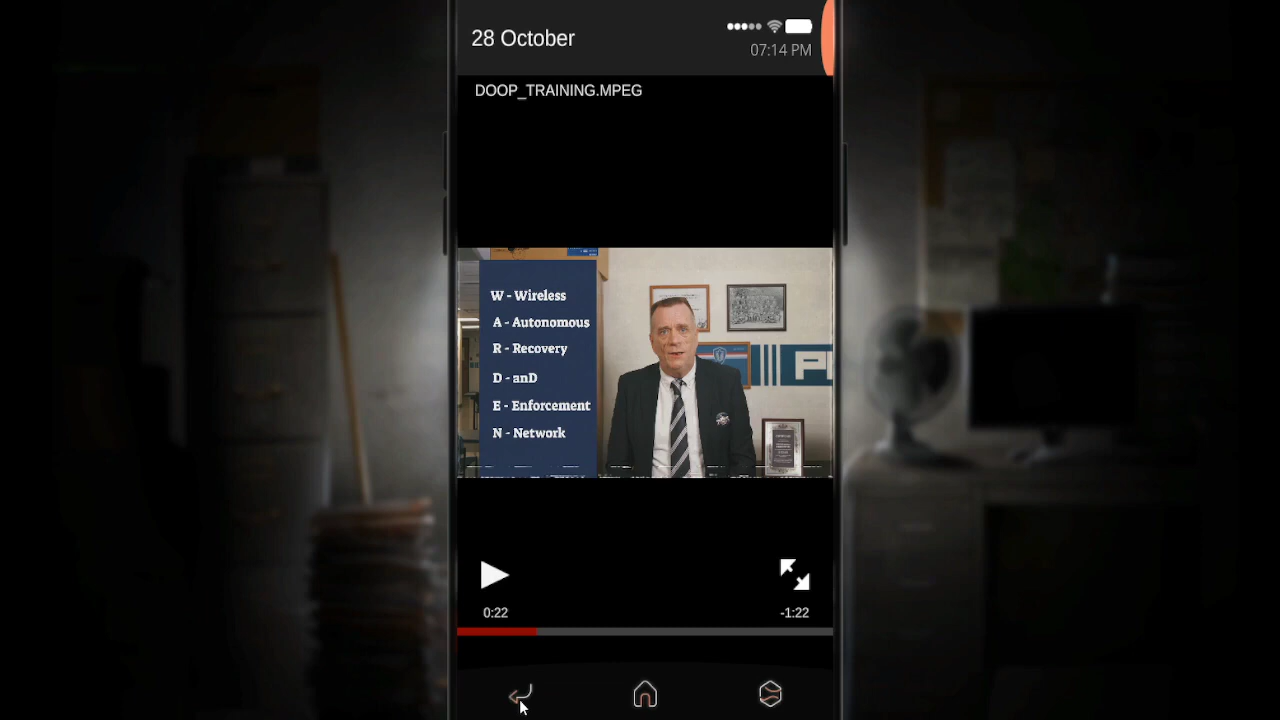 28 October
07:14 PM
DOOP_TRAINING.MPEG
W - Wireless
A - Autonomous
R - Recovery
D - anD
E - Enforcement
N - Network
0:22
-1:22